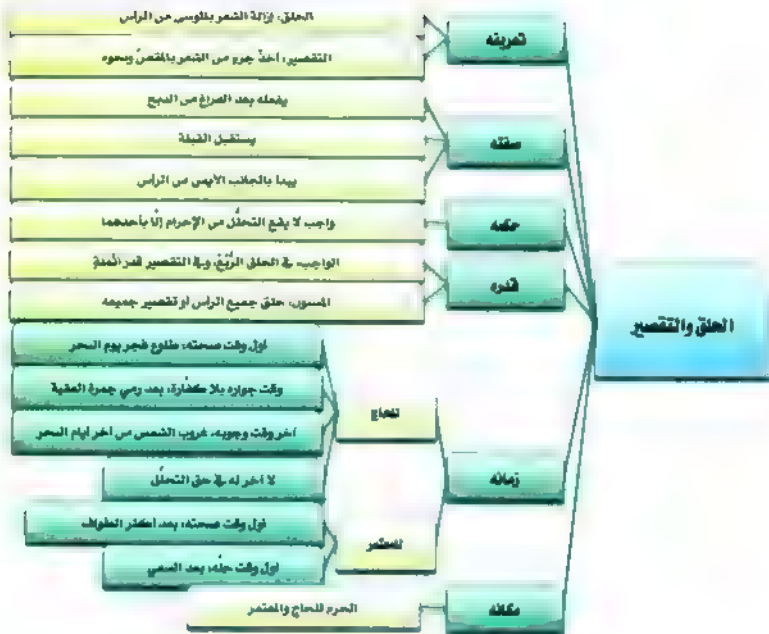 الحلق والتقصير
تعريفه
الحلق: إزالة الشعر بالموسى من الرأس
التقصير: أخذ جزء من الشعر بالمقص ونحوه
صفته
يفعله بعد الفراغ من الذبح
يستقبل القبلة
يبدأ بالجانب الأيمن من الرأس
حكمه
واجب لا يقع التحلل من الإحرام إلا بأحدهما
قدره
الواجب: في الحلق الربع، وفي التقصير قدر أنملة
المسنون: حلق جميع الرأس أو تقصير جميعه
زمانه
للحاج
أول وقت صحته: طلوع فجر يوم النحر
وقت جوازه بلا كفارة: بعد رمي جمرة العقبة
آخر وقت وجوبه: غروب الشمس من آخر أيام النحر
لا آخر له في حق التحلل
للمعتمر
أول وقت صحته: بعد أكثر الطواف
أول وقت حله: بعد السعي
مكانه
الحرم للحاج والمعتمر